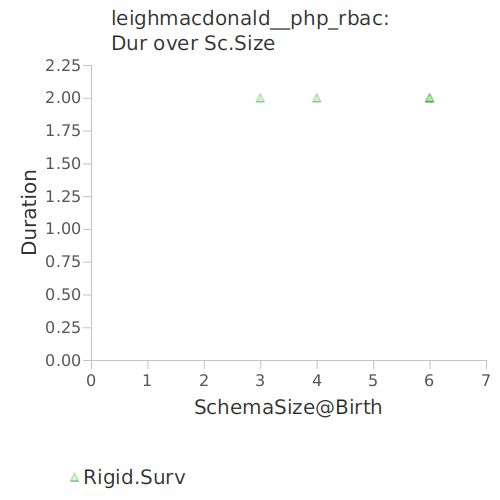 leighmacdonald__php_rbac:
Dur over Sc.Size
2.25
2.00
1.75
1.50
1.25
1.00
0.75
0.50
0.25
0.00
Duration
0 1 2 3 4 5 6 7
SchemaSize@Birth
Rigid.Surv